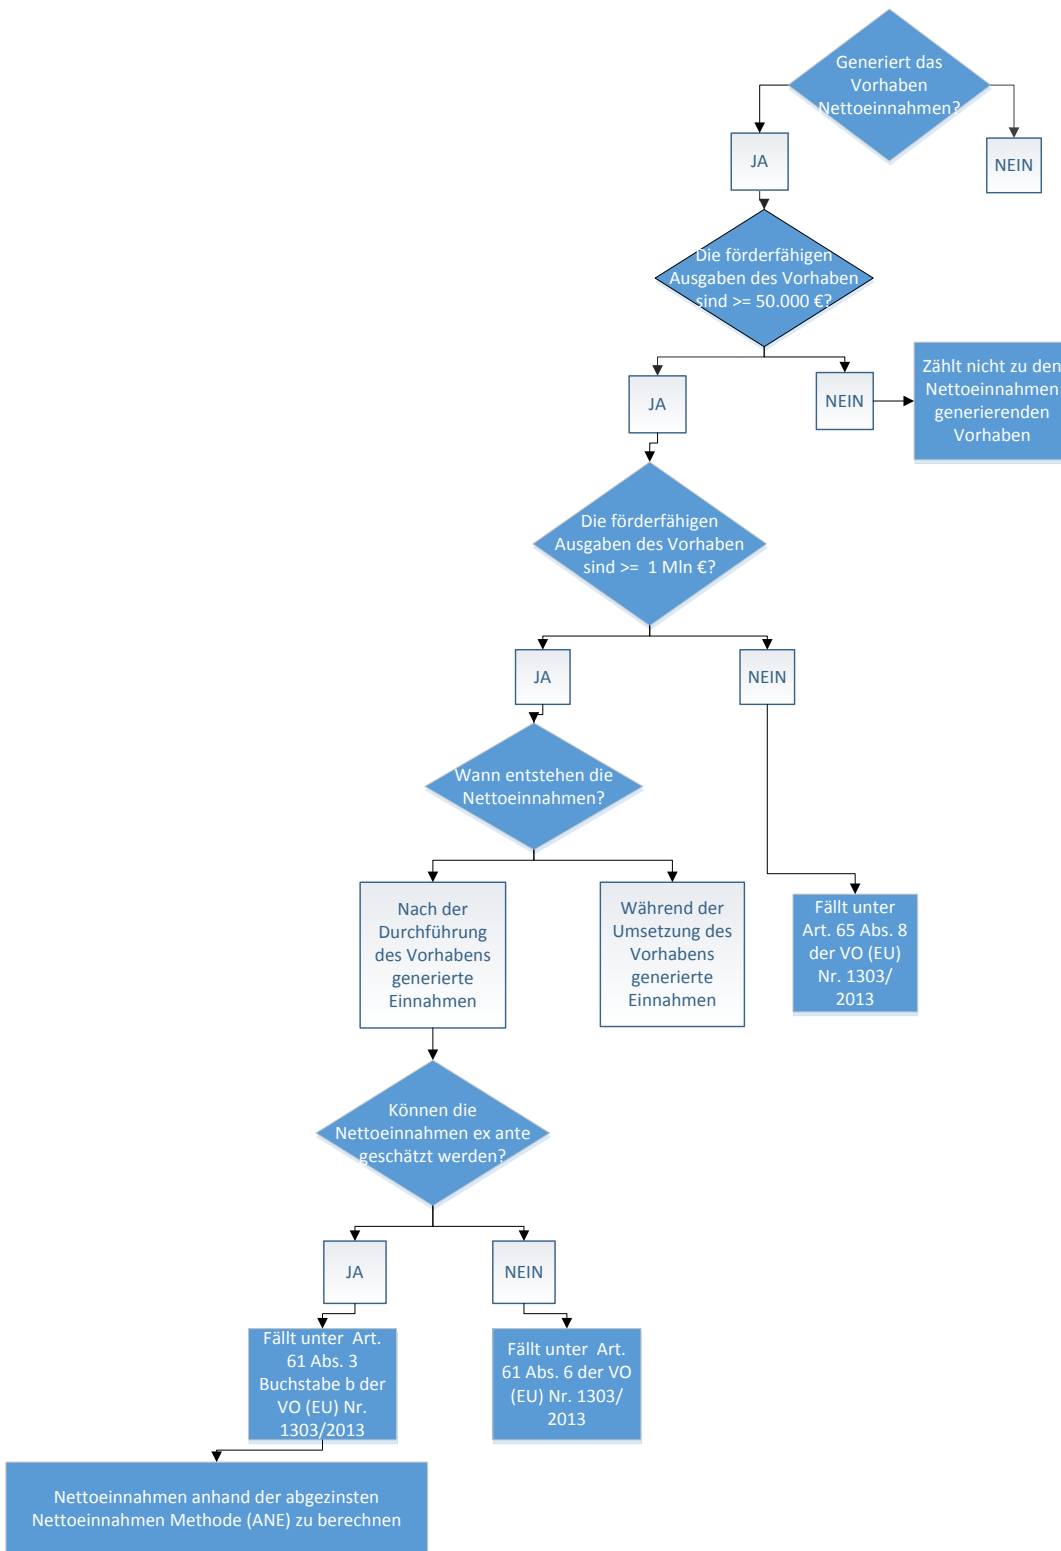 Generiert das
Vorhaben
Nettoeinnahmen?
JA
NEIN
Die förderfähigen
Ausgaben des Vorhaben
sind >= 50.000 €?
JA
NEIN
Zählt nicht zu den
Nettoeinnahmen
generierenden
Vorhaben
Die förderfähigen
Ausgaben des Vorhaben
sind >= 1 Mln €?
JA
NEIN
Wann entstehen die
Nettoeinnahmen?
Nach der
Durchführung
des Vorhabens
generierte
Einnahmen
Während der
Umsetzung des
Vorhabens
generierte
Einnahmen
Fällt unter
Art. 65 Abs. 8
der VO (EU)
Nr. 1303/
2013
Können die
Nettoeinnahmen ex ante
geschätzt werden?
JA
NEIN
Fällt unter Art.
61 Abs. 3
Buchstabe b der
VO (EU) Nr.
1303/2013
Fällt unter Art.
61 Abs. 6 der VO
(EU) Nr. 1303/
2013
Nettoeinnahmen anhand der abgezinsten
Nettoeinnahmen Methode (ANE) zu berechnen